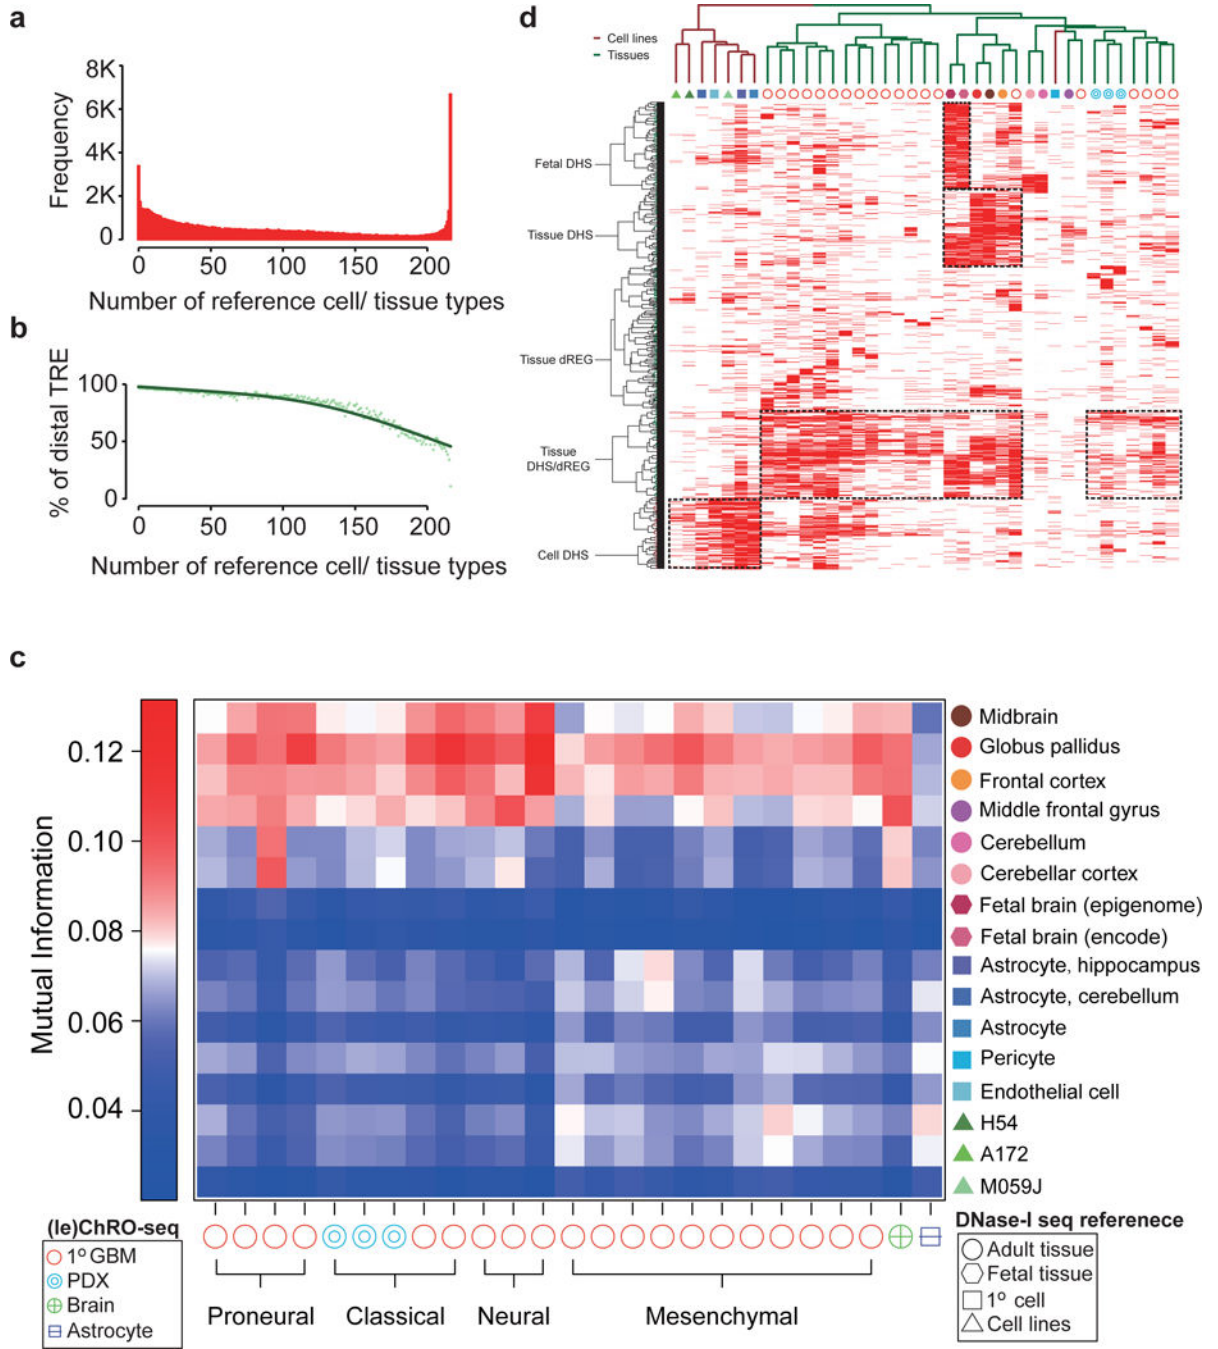 a
8K
6K
4K
2K
0
Frequency
0 50 100 150 200
Number of reference cell/ tissue types
b
100
50
0
% of distal TRE
0 50 100 150 200
Number of reference cell/ tissue types
d
Cell lines
Tissues
Fetal DHS
Tissue DHS
Tissue dREG
Tissue
DHS/dREG
Cell DHS
c
Mutual Information
0.12
0.10
0.08
0.06
0.04
Midbrain
Globus pallidus
Frontal cortex
Middle frontal gyrus
Cerebellum
Cerebellar cortex
Fetal brain (epigenome)
Fetal brain (encode)
Astrocyte, hippocampus
Astrocyte, cerebellum
Astrocyte
Pericyte
Endothelial cell
H54
A172
M059J
(le)ChRO-seq
1º GBM
PDX
Brain
Astrocyte
Proneural Classical Neural Mesenchymal
DNase-I seq referenece
Adult tissue
Fetal tissue
1º cell
Cell lines